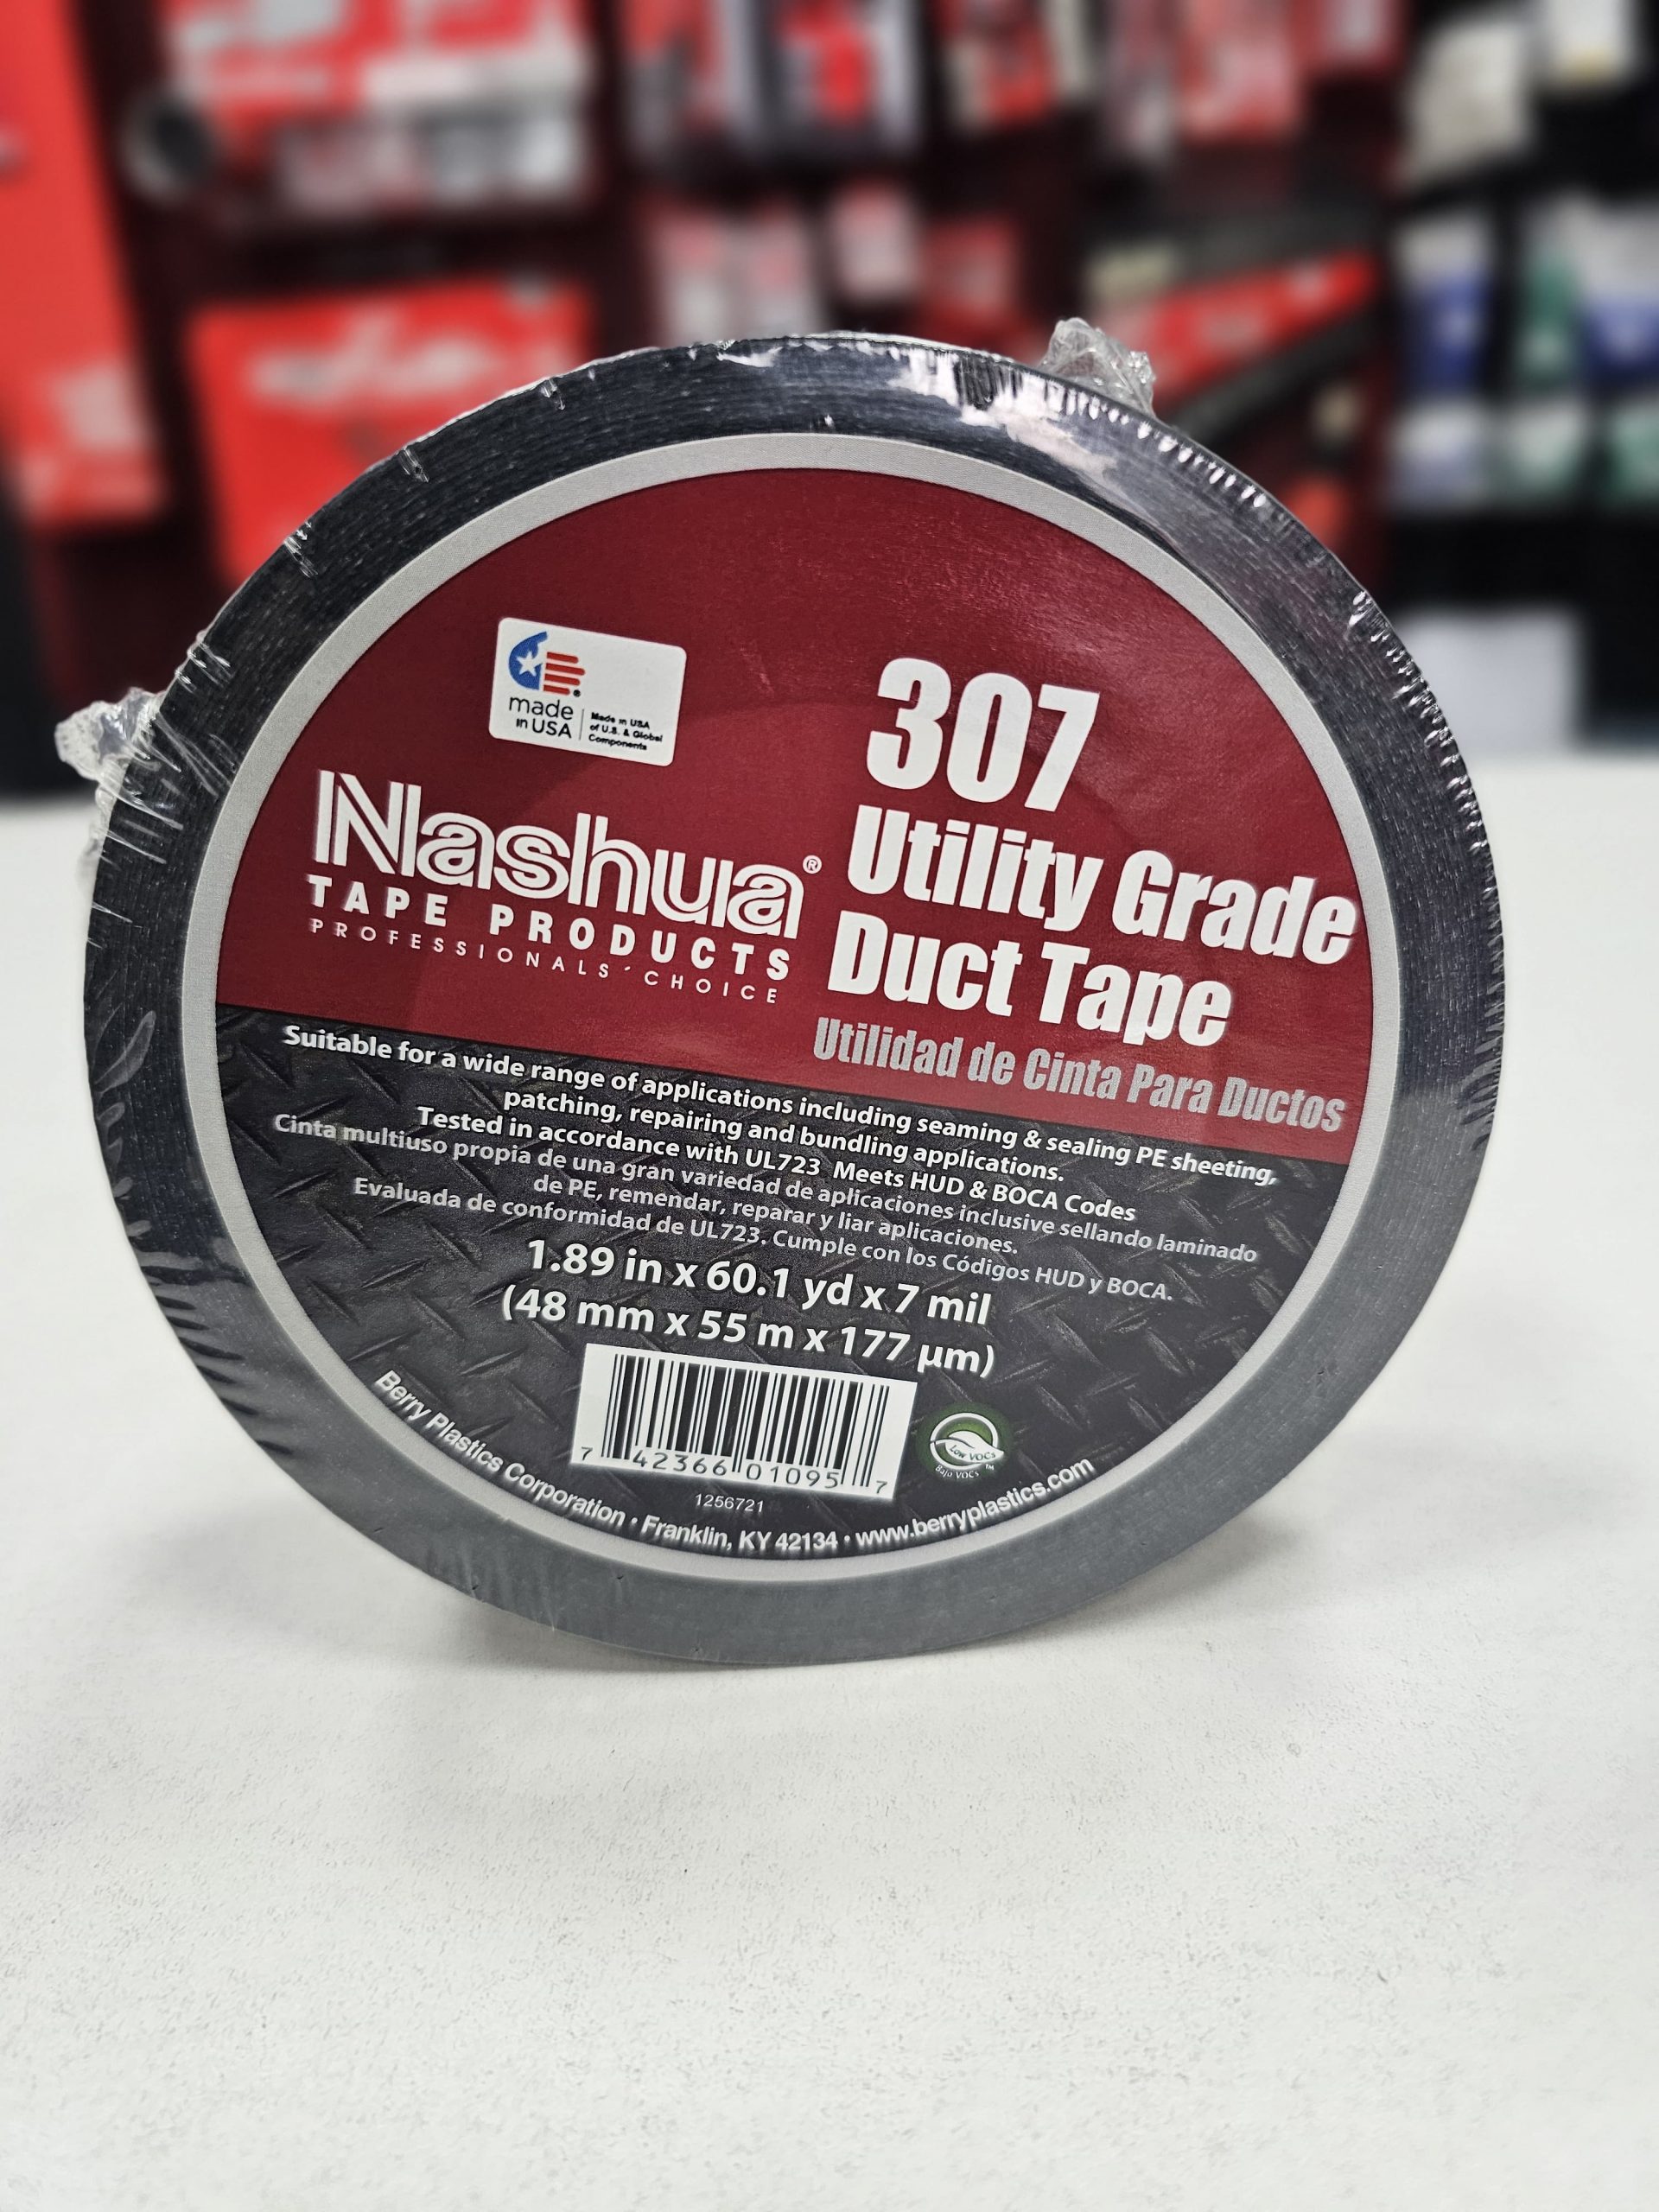 made
in USA
Made in USA
of U.S. & Global
Components
Nashua®
TAPE PRODUCTS
PROFESSIONALS' CHOICE
307
Utility Grade
Duct Tape
Utilidad de Cinta Para Ductos
Suitable for a wide range of applications including seaming & sealing PE sheeting,
patching, repairing and bundling applications.
Tested in accordance with UL723 Meets HUD & BOCA Codes
Cinta multiuso propia de una gran variedad de aplicaciones inclusive sellando laminado
de PE, remendar, reparar y liar aplicaciones.
Evaluada de conformidad de UL723. Cumple con los Códigos HUD y BOCA.
1.89 in x 60.1 yd x 7 mil
(48 mm x 55 m x 177 µm)
7 42366 01095 7
1256721
Low VOCs
Bajo VOCs™
Berry Plastics Corporation • Franklin, KY 42134 • www.berryplastics.com